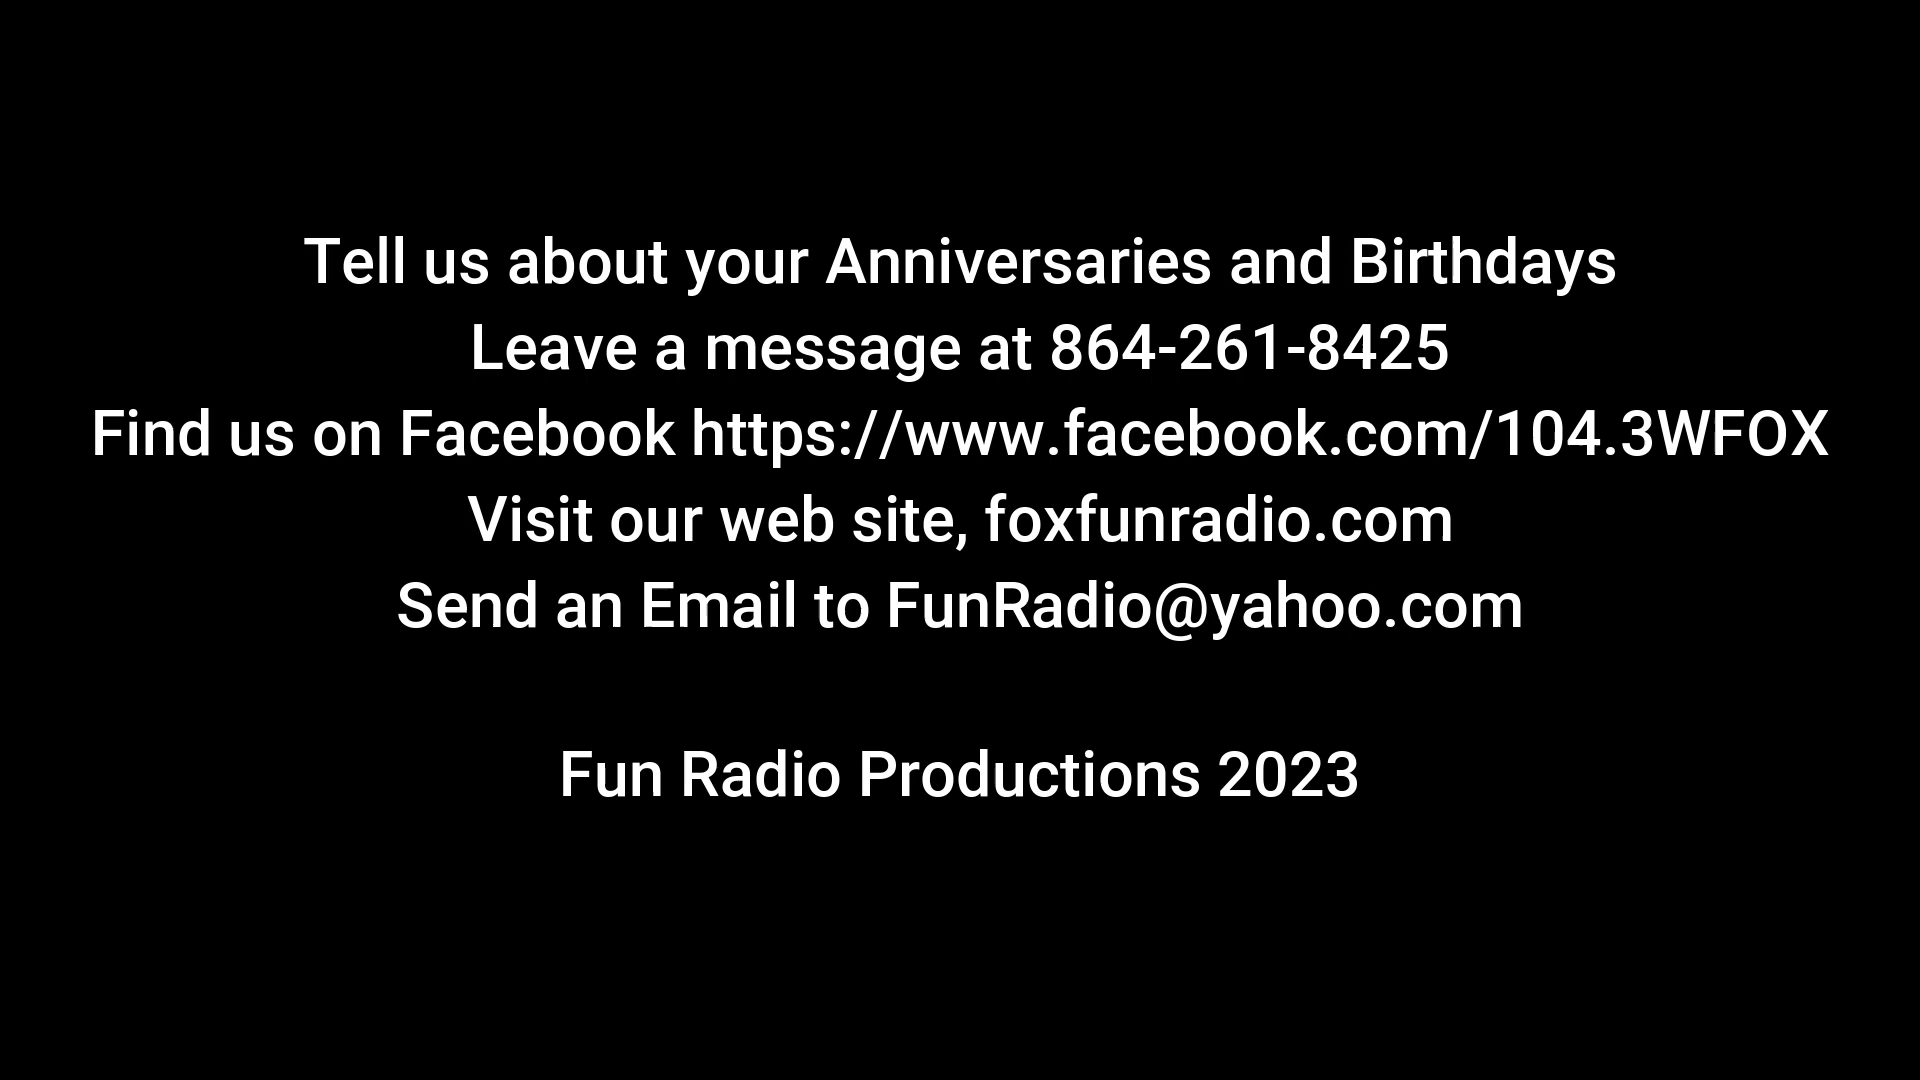 Tell us about your Anniversaries and Birthdays
Leave a message at 864-261-8425
Find us on Facebook https://www.facebook.com/104.3WFOX
Visit our web site, foxfunradio.com
Send an Email to FunRadio@yahoo.com
Fun Radio Productions 2023